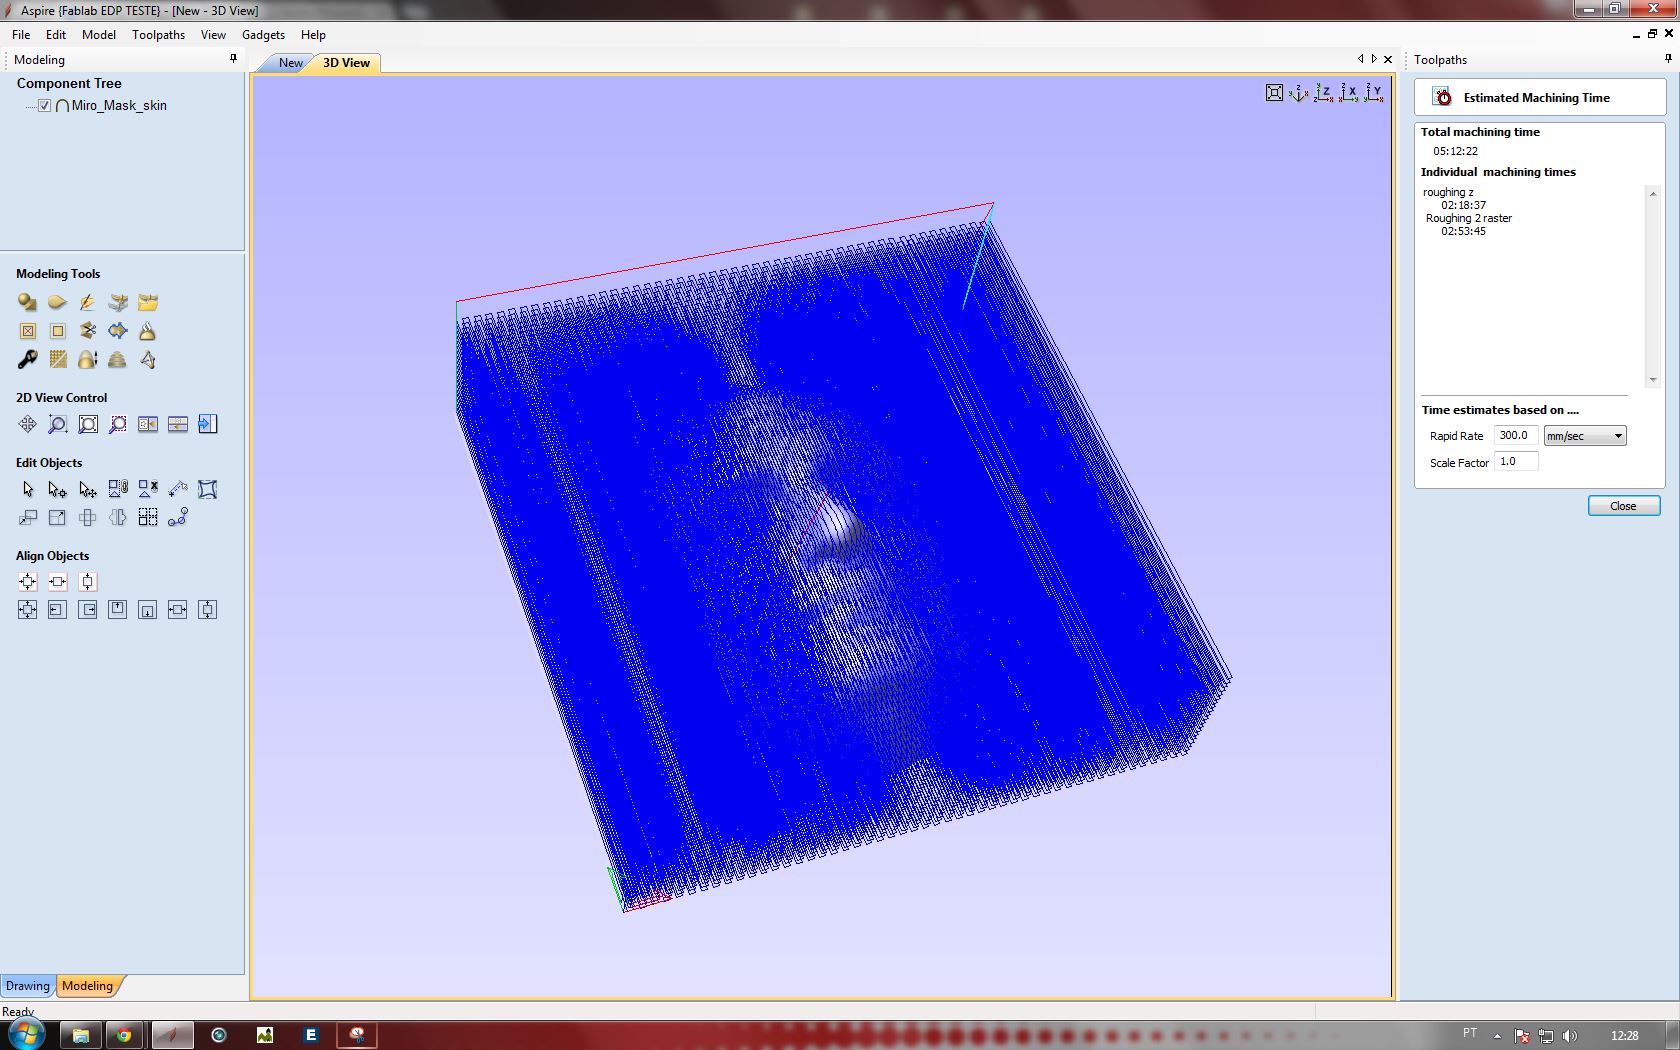 Aspire {Fablab EDP TESTE} - [New - 3D View]
File Edit Model Toolpaths View Gadgets Help
Modeling
Component Tree
Miro_Mask_skin
Modeling Tools
2D View Control
Edit Objects
Align Objects
Drawing Modeling
Ready
New 3D View
Toolpaths
Estimated Machining Time
Total machining time
05:12:22
Individual machining times
roughing z
02:18:37
Roughing 2 raster
02:53:45
Time estimates based on ....
Rapid Rate 300.0 mm/sec
Scale Factor 1.0
Close
PT 12:28